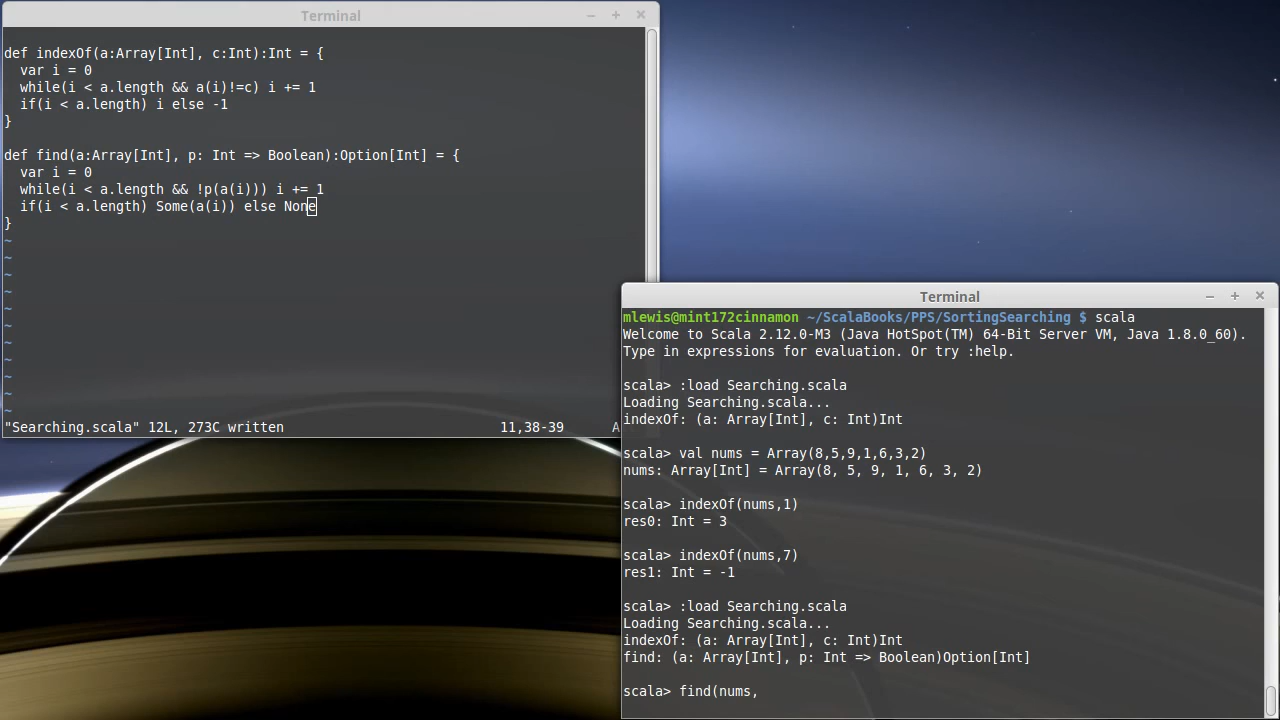 Terminal
def indexOf(a:Array[Int], c:Int):Int = {
  var i = 0
  while(i < a.length && a(i)!=c) i += 1
  if(i < a.length) i else -1
}
def find(a:Array[Int], p: Int => Boolean):Option[Int] = {
  var i = 0
  while(i < a.length && !p(a(i))) i += 1
  if(i < a.length) Some(a(i)) else None
}
~
~
~
~
~
~
~
~
~
~
~
"Searching.scala" 12L, 273C written 11,38-39 A
Terminal
mlewis@mint172cinnamon ~/ScalaBooks/PPS/SortingSearching $ scala
Welcome to Scala 2.12.0-M3 (Java HotSpot(TM) 64-Bit Server VM, Java 1.8.0_60).
Type in expressions for evaluation. Or try :help.
scala> :load Searching.scala
Loading Searching.scala...
indexOf: (a: Array[Int], c: Int)Int
scala> val nums = Array(8,5,9,1,6,3,2)
nums: Array[Int] = Array(8, 5, 9, 1, 6, 3, 2)
scala> indexOf(nums,1)
res0: Int = 3
scala> indexOf(nums,7)
res1: Int = -1
scala> :load Searching.scala
Loading Searching.scala...
indexOf: (a: Array[Int], c: Int)Int
find: (a: Array[Int], p: Int => Boolean)Option[Int]
scala> find(nums,